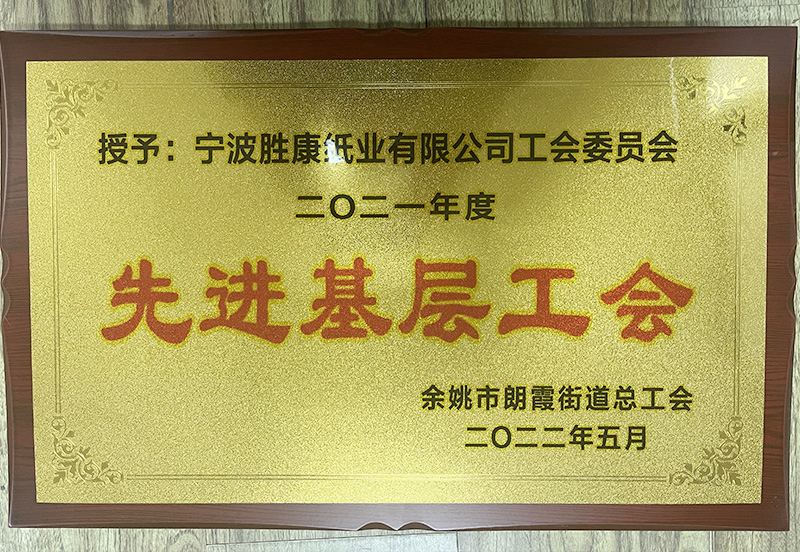 授予：宁波胜康纸业有限公司工会委员会
二〇二一年度
先进基层工会
余姚市朗霞街道总工会
二〇二二年五月